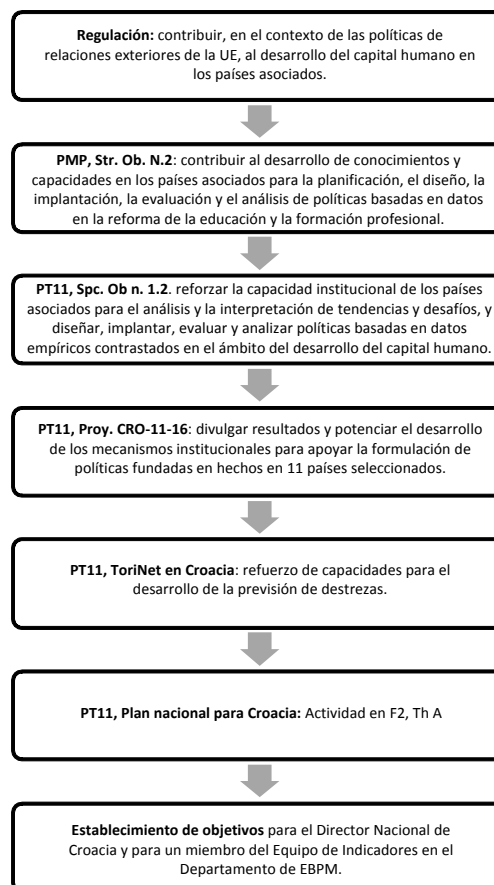 Regulación: contribuir, en el contexto de las políticas de
relaciones exteriores de la UE, al desarrollo del capital humano en
los países asociados.
PMP, Str. Ob. N.2: contribuir al desarrollo de conocimientos y
capacidades en los países asociados para la planificación, el diseño, la
implantación, la evaluación y el análisis de políticas basadas en datos
en la reforma de la educación y la formación profesional.
PT11, Spc. Ob n. 1.2. reforzar la capacidad institucional de los países
asociados para el análisis y la interpretación de tendencias y desafíos, y
diseñar, implantar, evaluar y analizar políticas basadas en datos
empíricos contrastados en el ámbito del desarrollo del capital humano.
PT11, Proy. CRO-11-16: divulgar resultados y potenciar el desarrollo
de los mecanismos institucionales para apoyar la formulación de
políticas fundadas en hechos en 11 países seleccionados.
PT11, ToriNet en Croacia: refuerzo de capacidades para el
desarrollo de la previsión de destrezas.
PT11, Plan nacional para Croacia: Actividad en F2, Th A
Establecimiento de objetivos para el Director Nacional de
Croacia y para un miembro del Equipo de Indicadores en el
Departamento de EBPM.